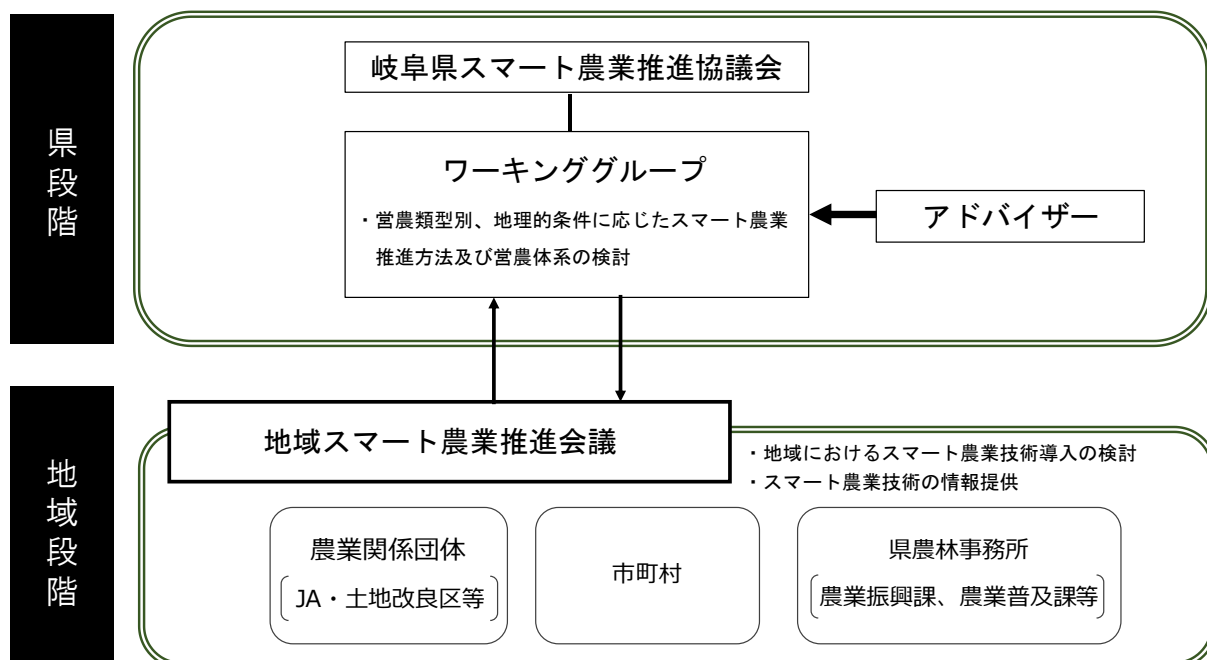 県段階
岐阜県スマート農業推進協議会
ワーキンググループ
・営農類型別、地理的条件に応じたスマート農業
推進方法及び営農体系の検討
アドバイザー
地域段階
地域スマート農業推進会議
・地域におけるスマート農業技術導入の検討
・スマート農業技術の情報提供
農業関係団体
JA・土地改良区等
市町村
県農林事務所
農業振興課、農業普及課等